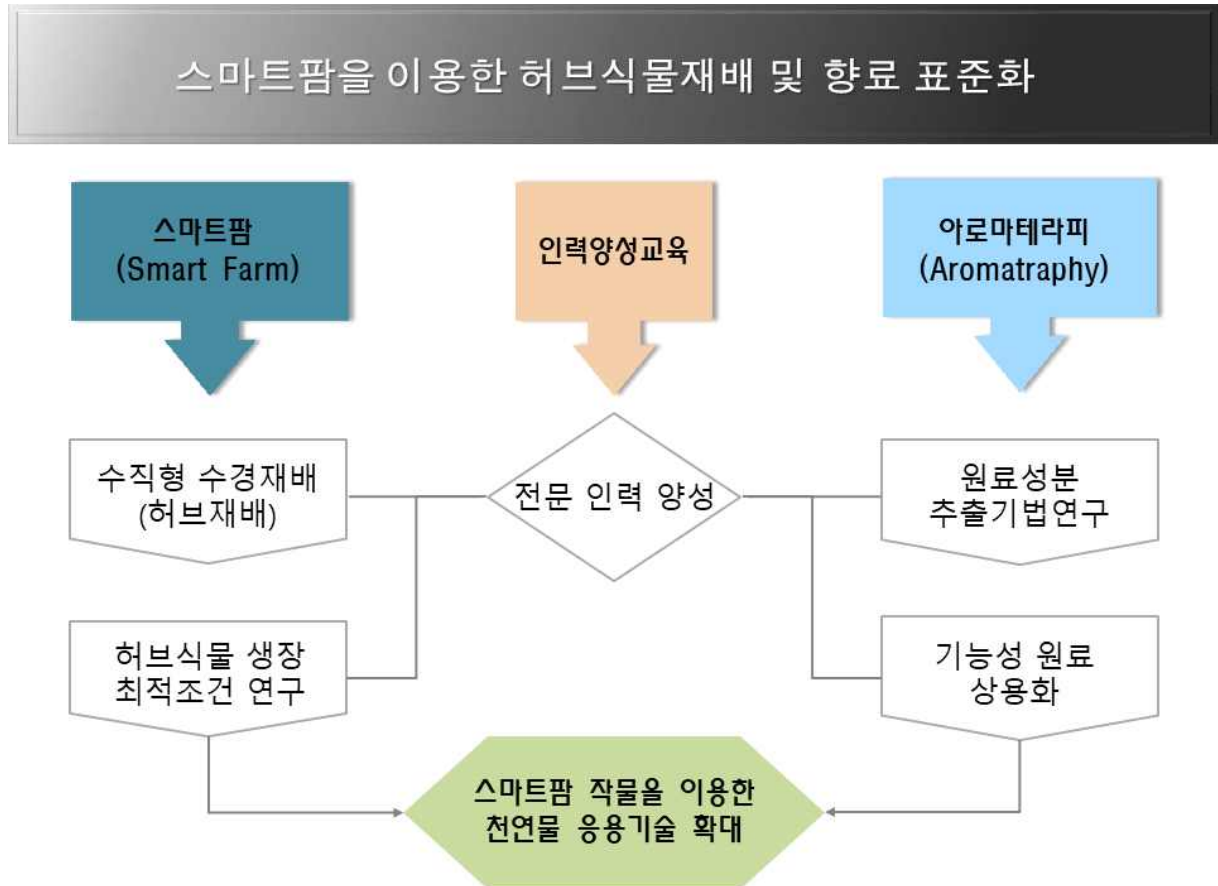 스마트팜을 이용한 허브식물재배 및 향료 표준화
스마트팜
(Smart Farm)
인력양성교육
아로마테라피
(Aromatraphy)
수직형 수경재배
(허브재배)
전문 인력 양성
원료성분
추출기법연구
허브식물 생장
최적조건 연구
기능성 원료
상용화
스마트팜 작물을 이용한
천연물 응용기술 확대